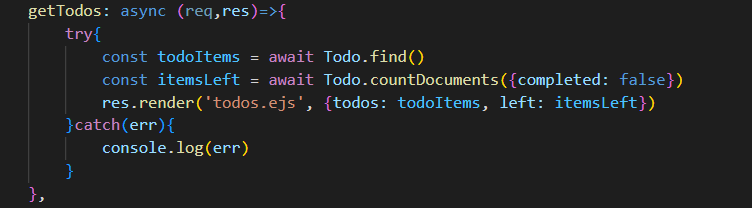 getTodos: async (req,res)=>{
    try{
        const todoItems = await Todo.find()
        const itemsLeft = await Todo.countDocuments({completed: false})
        res.render('todos.ejs', {todos: todoItems, left: itemsLeft})
    }catch(err){
        console.log(err)
    }
},